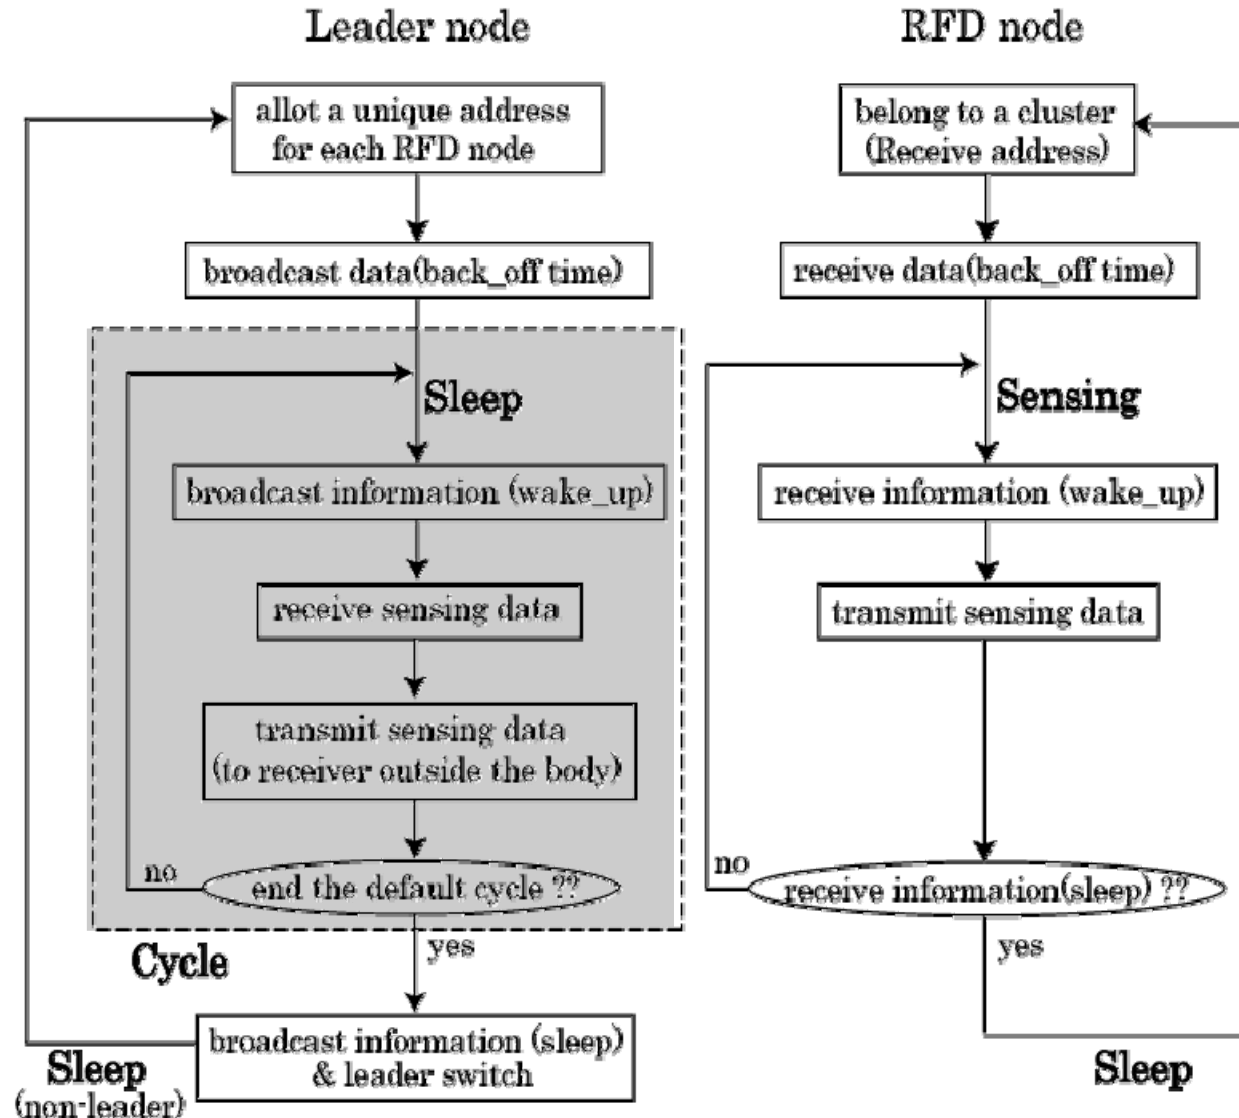 Leader node
allot a unique address
for each RFD node
broadcast data(back_off time)
Sleep
broadcast information (wake_up)
receive sensing data
transmit sensing data
(to receiver outside the body)
no
end the default cycle ??
yes
Cycle
broadcast information (sleep)
& leader switch
Sleep
(non-leader)
RFD node
belong to a cluster
(Receive address)
receive data(back_off time)
Sensing
receive information (wake_up)
transmit sensing data
no
receive information(sleep) ??
yes
Sleep